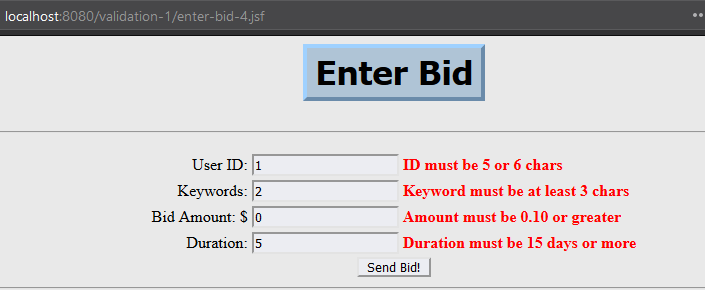 localhost:8080/validation-1/enter-bid-4.jsf
Enter Bid
User ID: 1 ID must be 5 or 6 chars
Keywords: 2 Keyword must be at least 3 chars
Bid Amount: $ 0 Amount must be 0.10 or greater
Duration: 5 Duration must be 15 days or more
Send Bid!